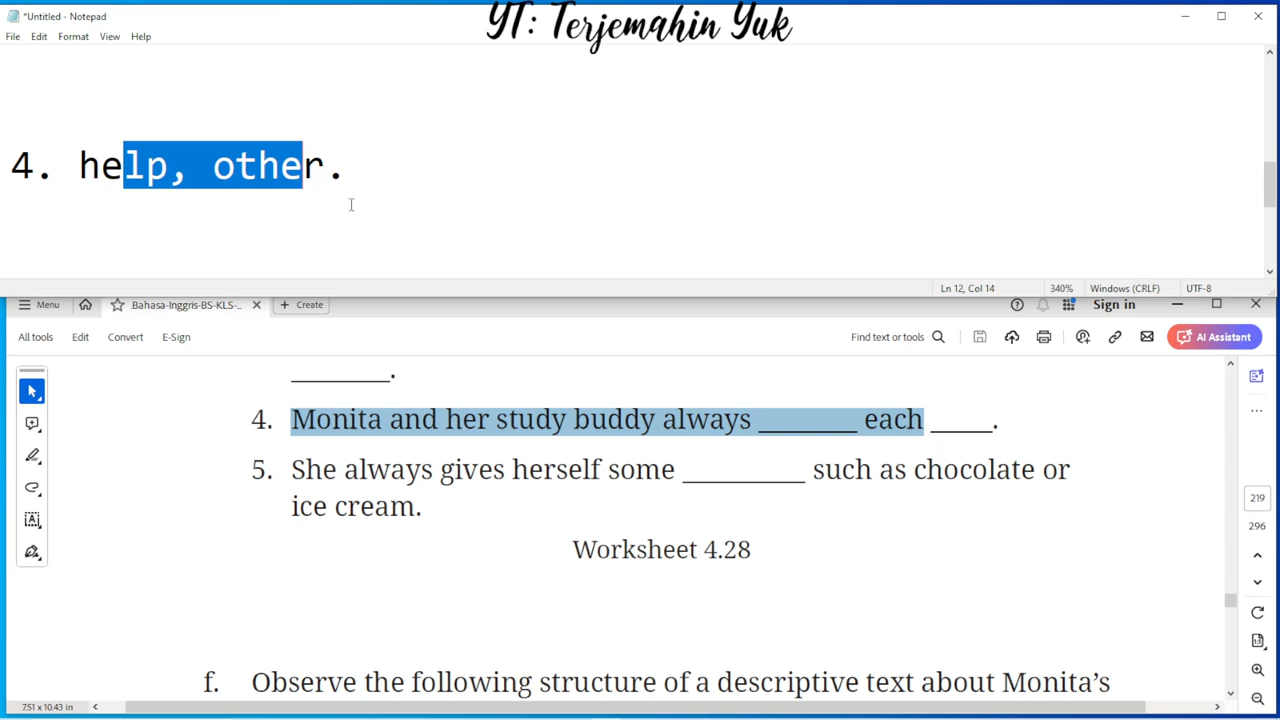 *Untitled - Notepad
YT: Terjemahin Yuk
File Edit Format View Help
4. help, other.
Ln 12, Col 14 340% Windows (CRLF) UTF-8
Menu Bahasa-Inggris-BS-KLS-... Create Sign in
All tools Edit Convert E-Sign Find text or tools AI Assistant
________.
4. Monita and her study buddy always ________ each _____.
5. She always gives herself some __________ such as chocolate or
ice cream.
219
296
Worksheet 4.28
f. Observe the following structure of a descriptive text about Monita's
7.51 x 10.43 in